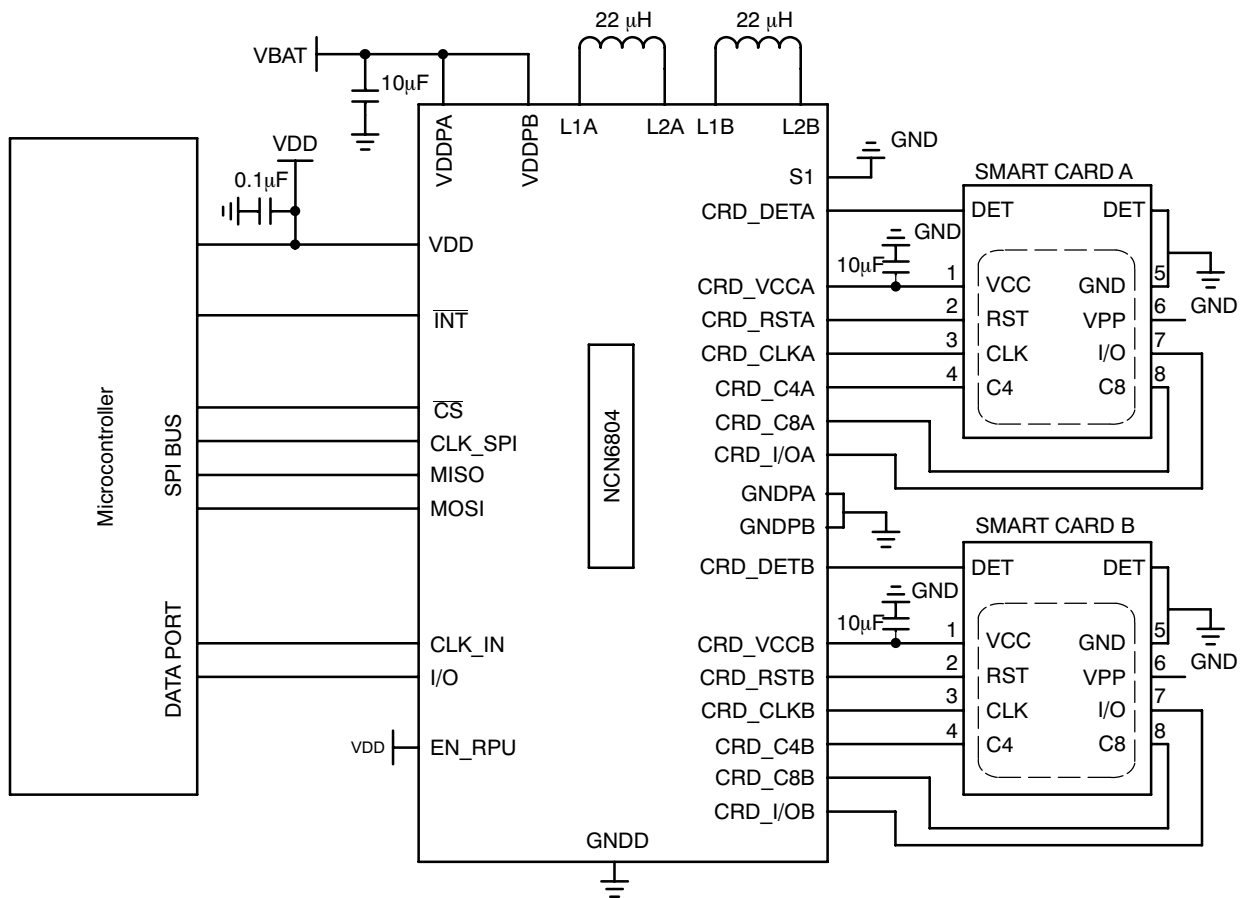 22 μH
22 μH
VBAT
10μF
VDDPA
VDDPB
L1A
L2A
L1B
L2B
VDD
0.1μF
GND
S1
SMART CARD A
CRD_DETA
DET
DET
VDD
GND
10μF
CRD_VCCA
1
VCC
GND
5
GND
INT
CRD_RSTA
2
RST
VPP
6
CRD_CLKA
3
CLK
I/O
7
CRD_C4A
4
C4
C8
8
CS
CRD_C8A
CLK_SPI
CRD_I/OA
MISO
MOSI
SPI BUS
Microcontroller
NCN6804
GNDPA
GNDPB
SMART CARD B
CRD_DETB
DET
DET
GND
10μF
CRD_VCCB
1
VCC
GND
5
GND
DATA PORT
CLK_IN
I/O
CRD_RSTB
2
RST
VPP
6
CRD_CLKB
3
CLK
I/O
7
VDD
EN_RPU
CRD_C4B
4
C4
C8
8
CRD_C8B
CRD_I/OB
GNDD